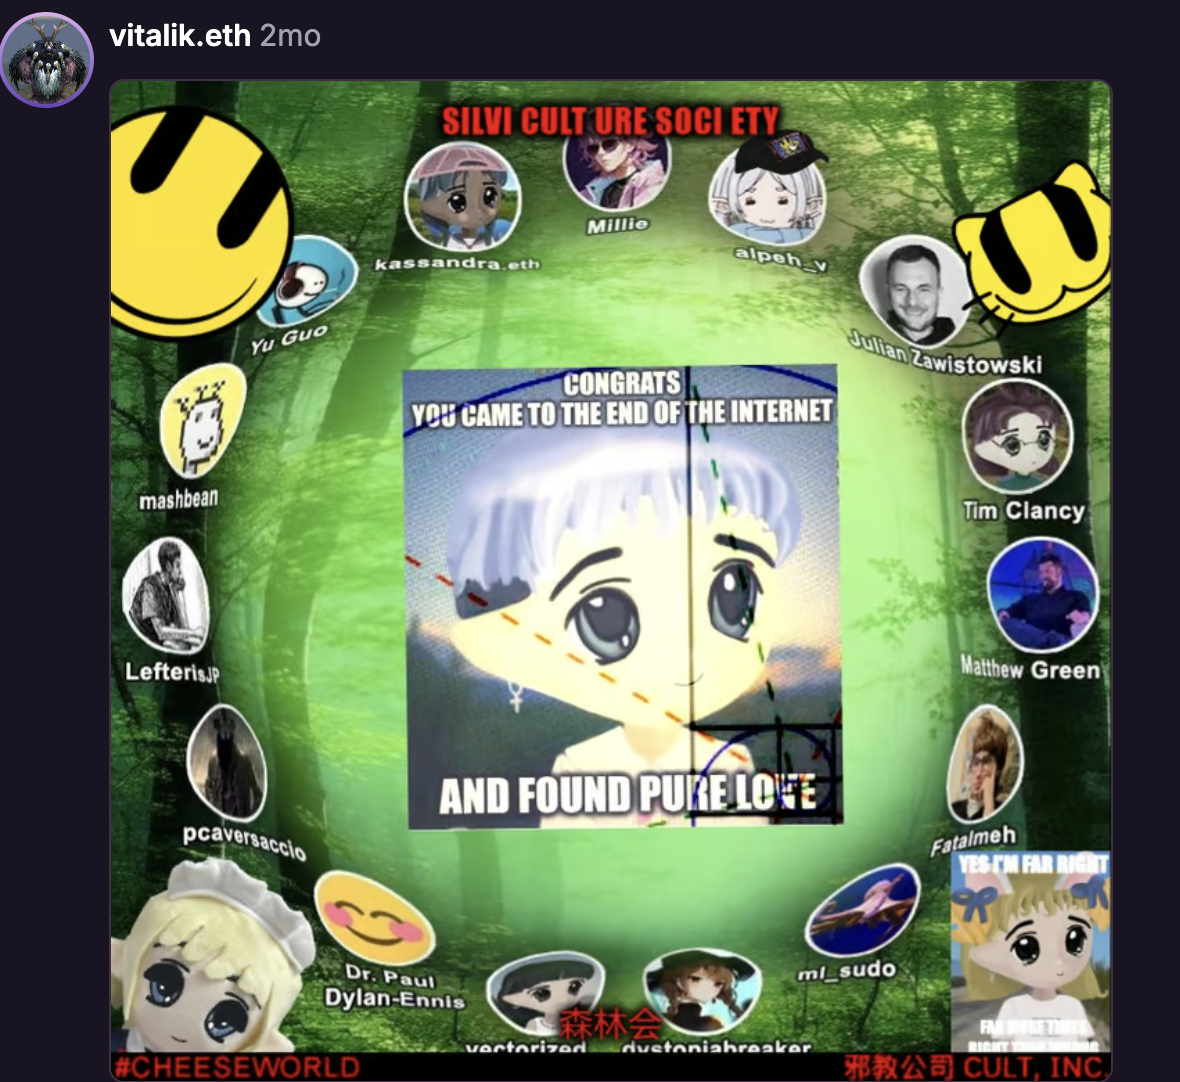 vitalik.eth 2mo
SILVI CULT URE SOCI ETY
Millie
kassandra.eth
alpeh_v
Yu Guo
Julian Zawistowski
CONGRATS
YOU CAME TO THE END OF THE INTERNET
mashbean
Tim Clancy
LefterisJP
Matthew Green
AND FOUND PURE LOVE
pcaversaccio
Fatalmeh
YES I'M FAR RIGHT
Dr. Paul
Dylan-Ennis
ml_sudo
森林会
FAR MORE TIMES
RIGHT THAN WRONG
vectorized
dystopiabreaker
#CHEESEWORLD
邪教公司 CULT, INC.